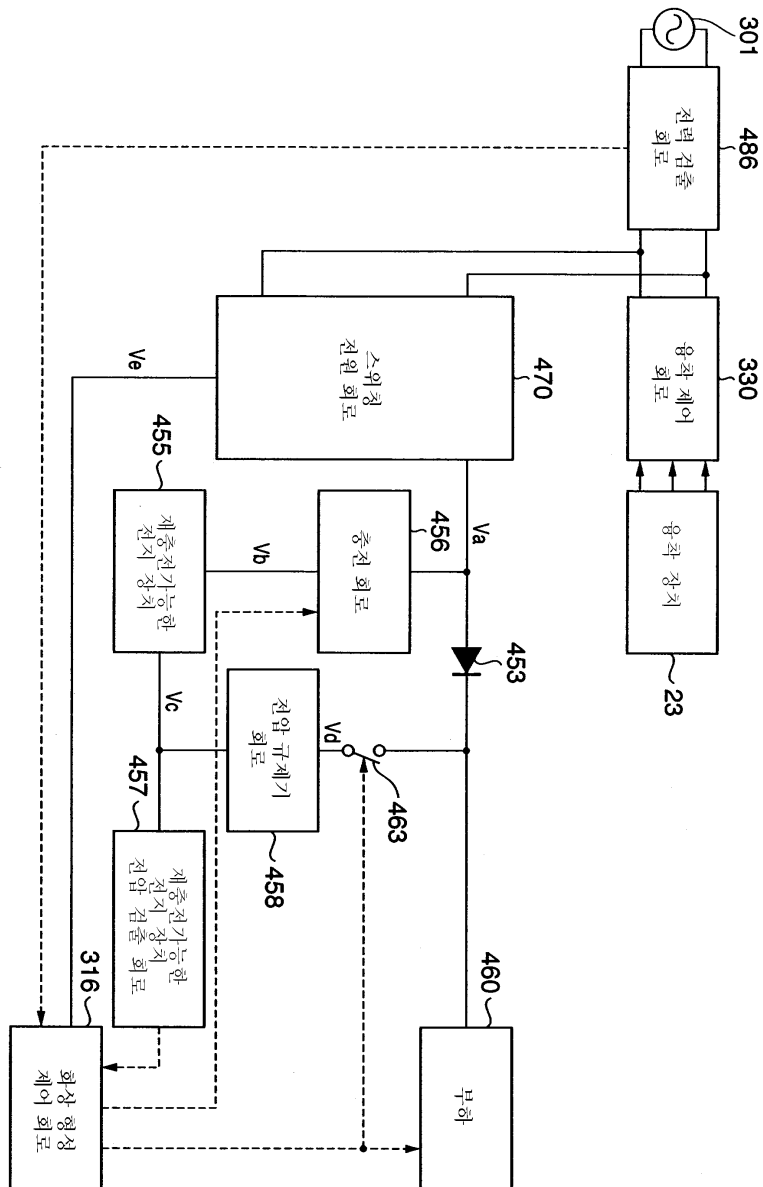 301
전력 검출
회로
486
융착 제어
회로
330
융착 장치
23
스위칭
전원 회로
470
Ve
Va
455
재충전가능한
전지 장치
Vb
충전 회로
456
453
Vc
전압 규제기
회로
458
Vd
463
457
재충전가능한
전지 장치
전압 검출 회로
316
화상 형성
제어 회로
460
부하